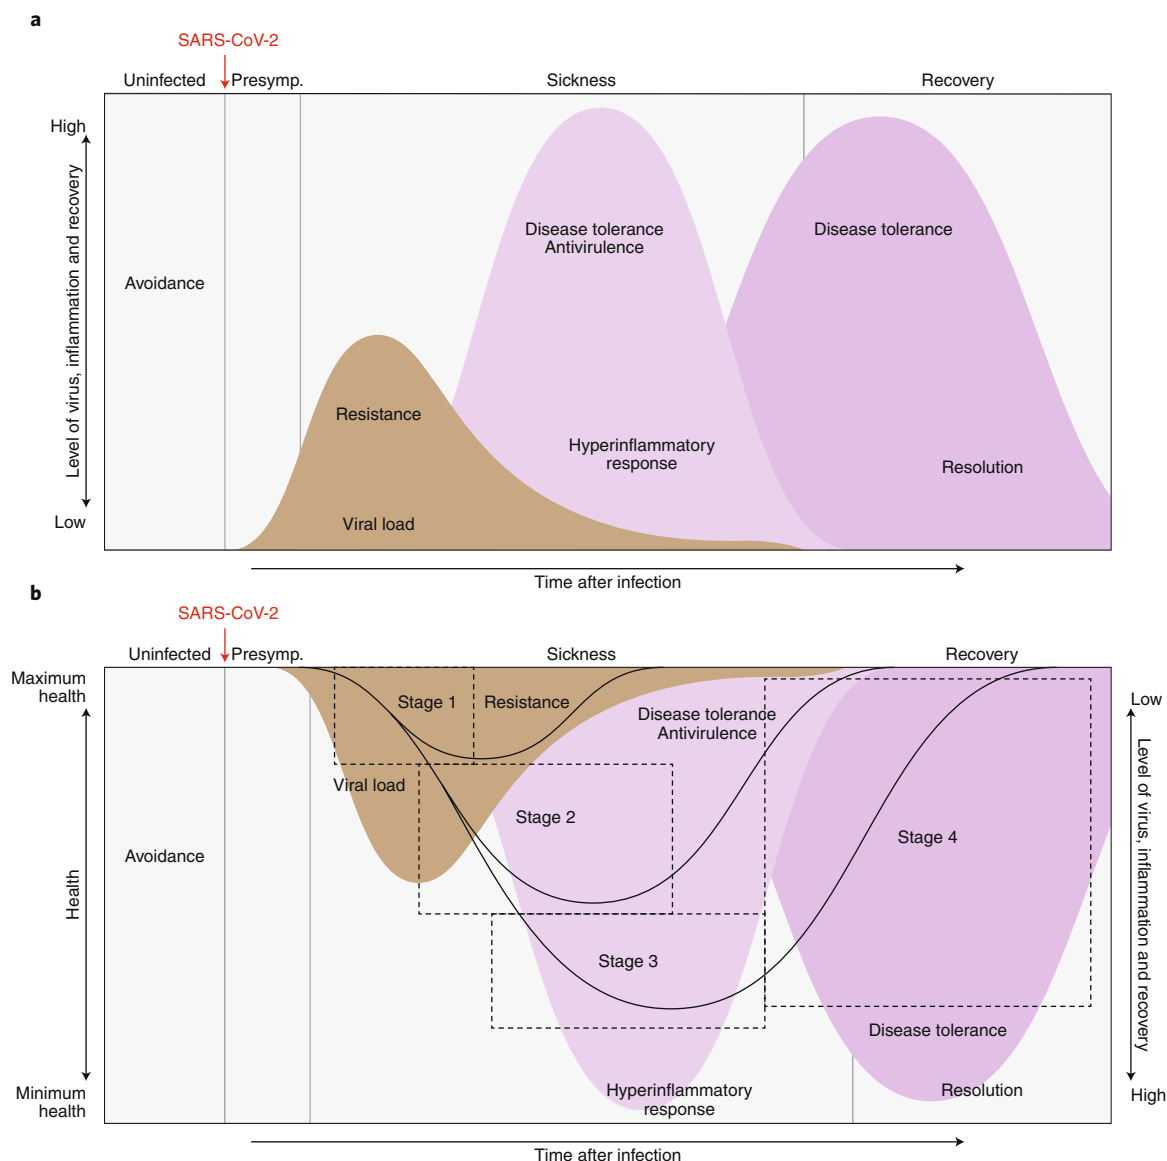 a
SARS-CoV-2
Uninfected
Presymp.
Sickness
Recovery
High
Level of virus, inflammation and recovery
Low
Avoidance
Resistance
Viral load
Disease tolerance
Antivirulence
Hyperinflammatory
response
Disease tolerance
Resolution
Time after infection
b
SARS-CoV-2
Uninfected
Presymp.
Sickness
Recovery
Maximum
health
Health
Minimum
health
Avoidance
Stage 1
Resistance
Viral load
Disease tolerance
Antivirulence
Stage 2
Stage 3
Stage 4
Disease tolerance
Hyperinflammatory
response
Resolution
Low
Level of virus, inflammation and recovery
High
Time after infection